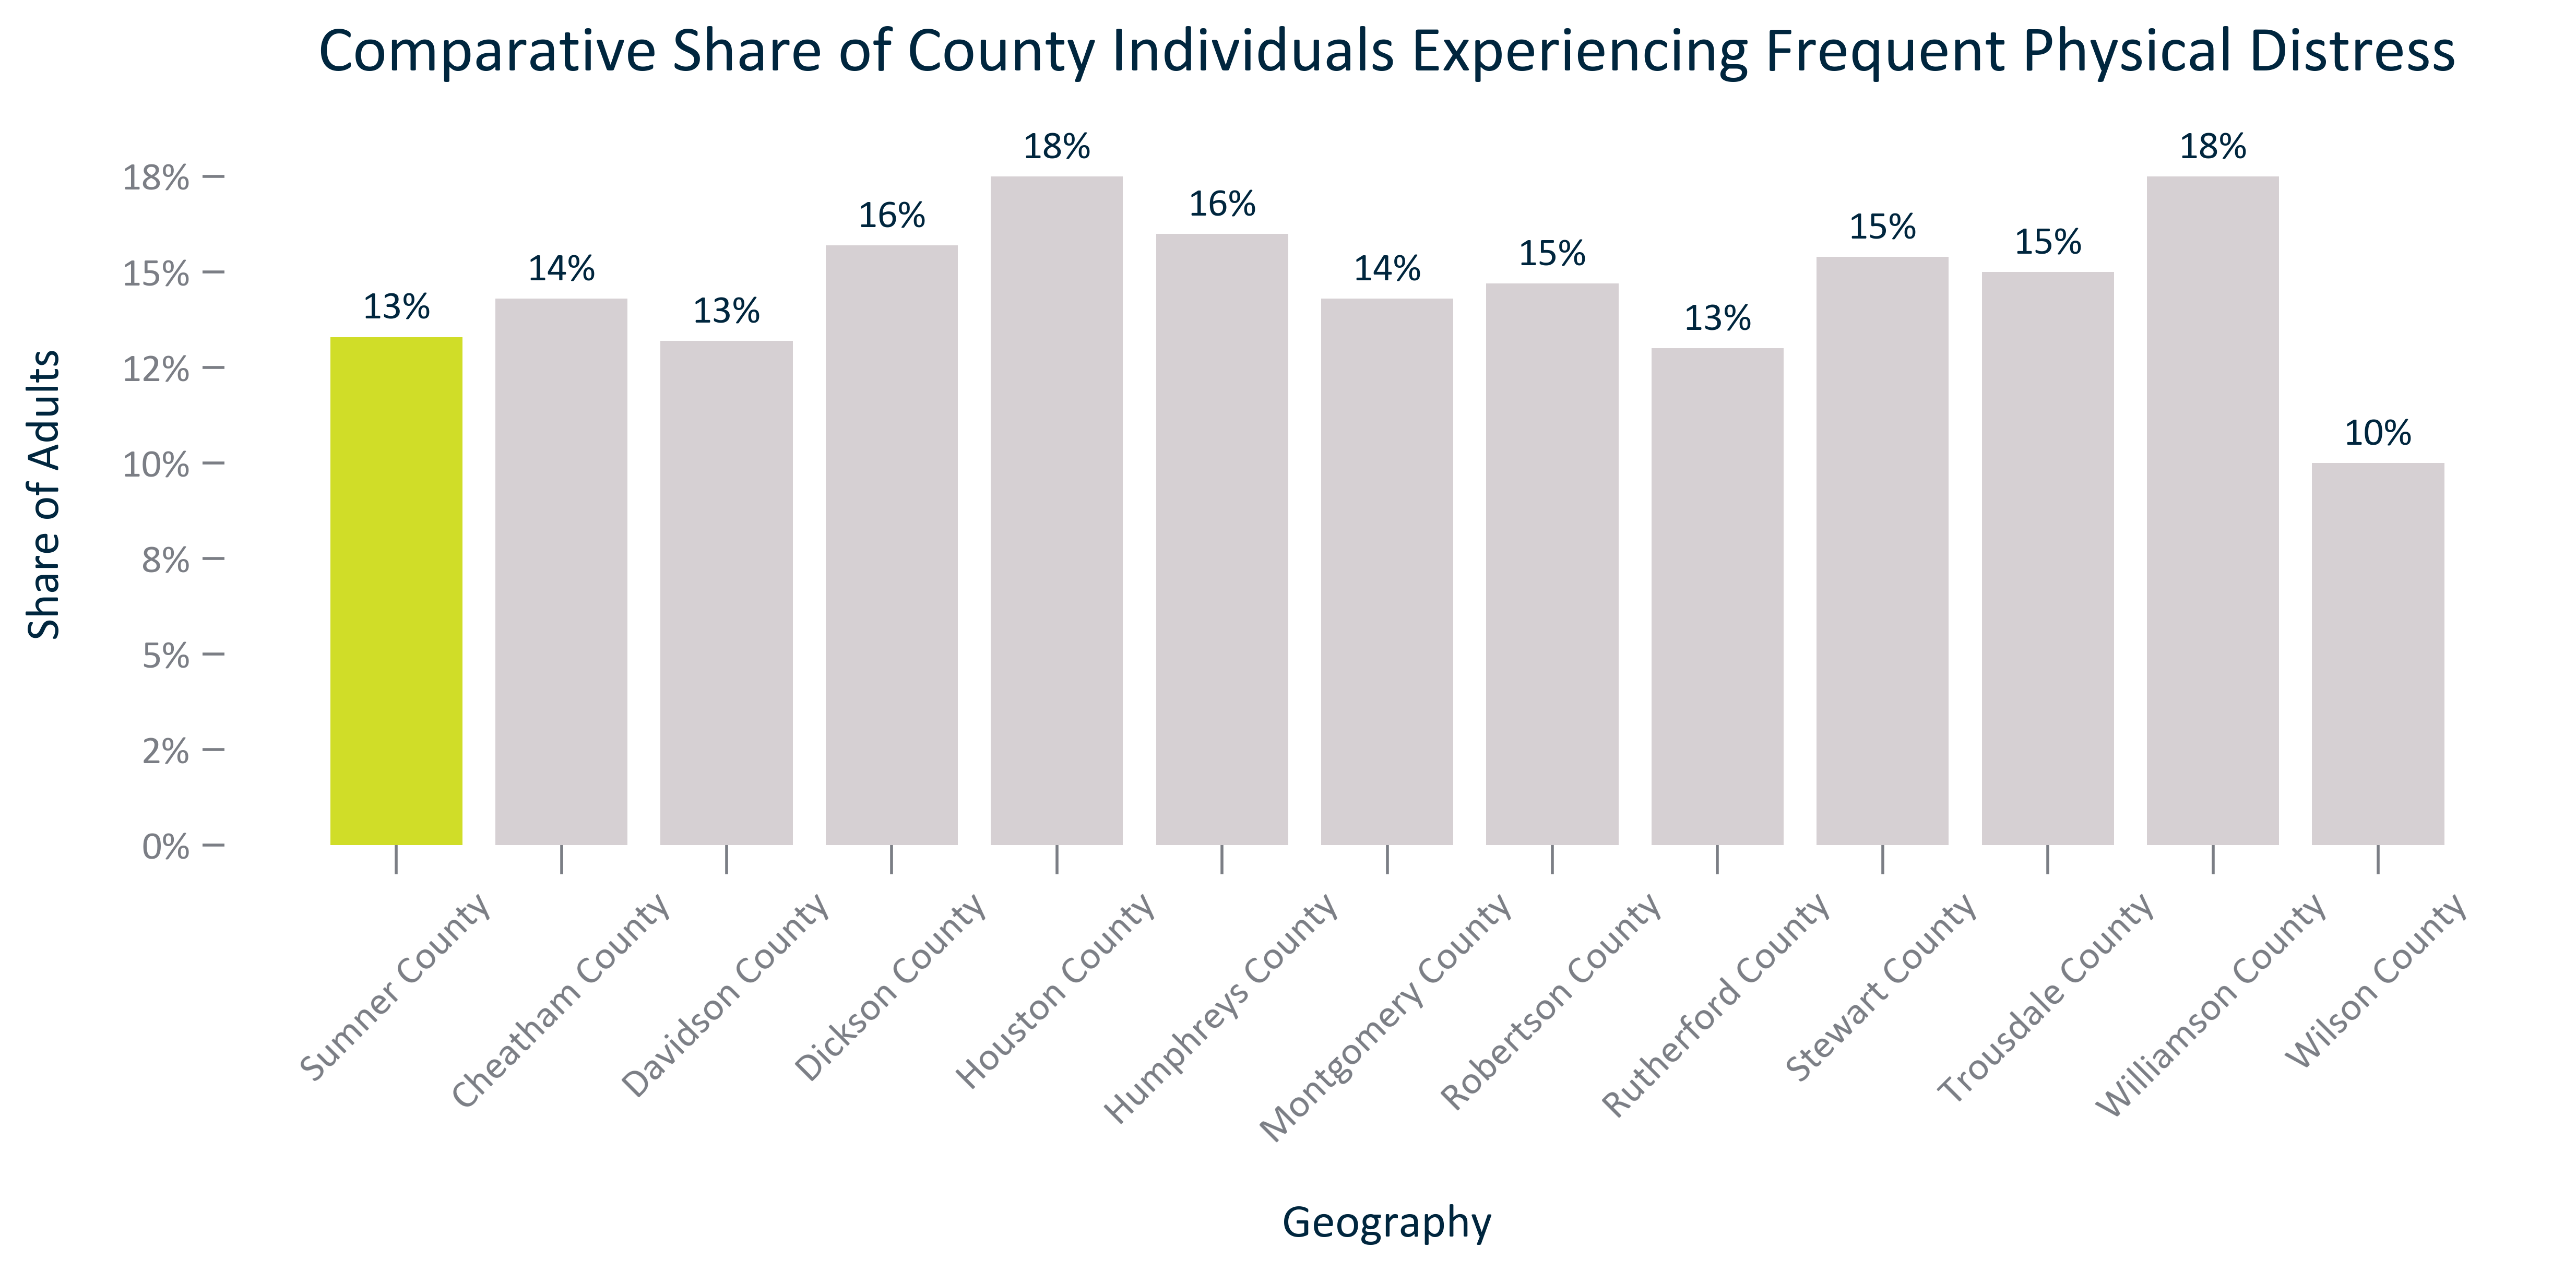 Comparative Share of County Individuals Experiencing Frequent Physical Distress
Share of Adults
18%
15%
12%
10%
8%
5%
2%
0%
13%
14%
13%
16%
18%
16%
14%
15%
13%
15%
15%
18%
10%
Sumner County
Cheatham County
Davidson County
Dickson County
Houston County
Humphreys County
Montgomery County
Robertson County
Rutherford County
Stewart County
Trousdale County
Williamson County
Wilson County
Geography